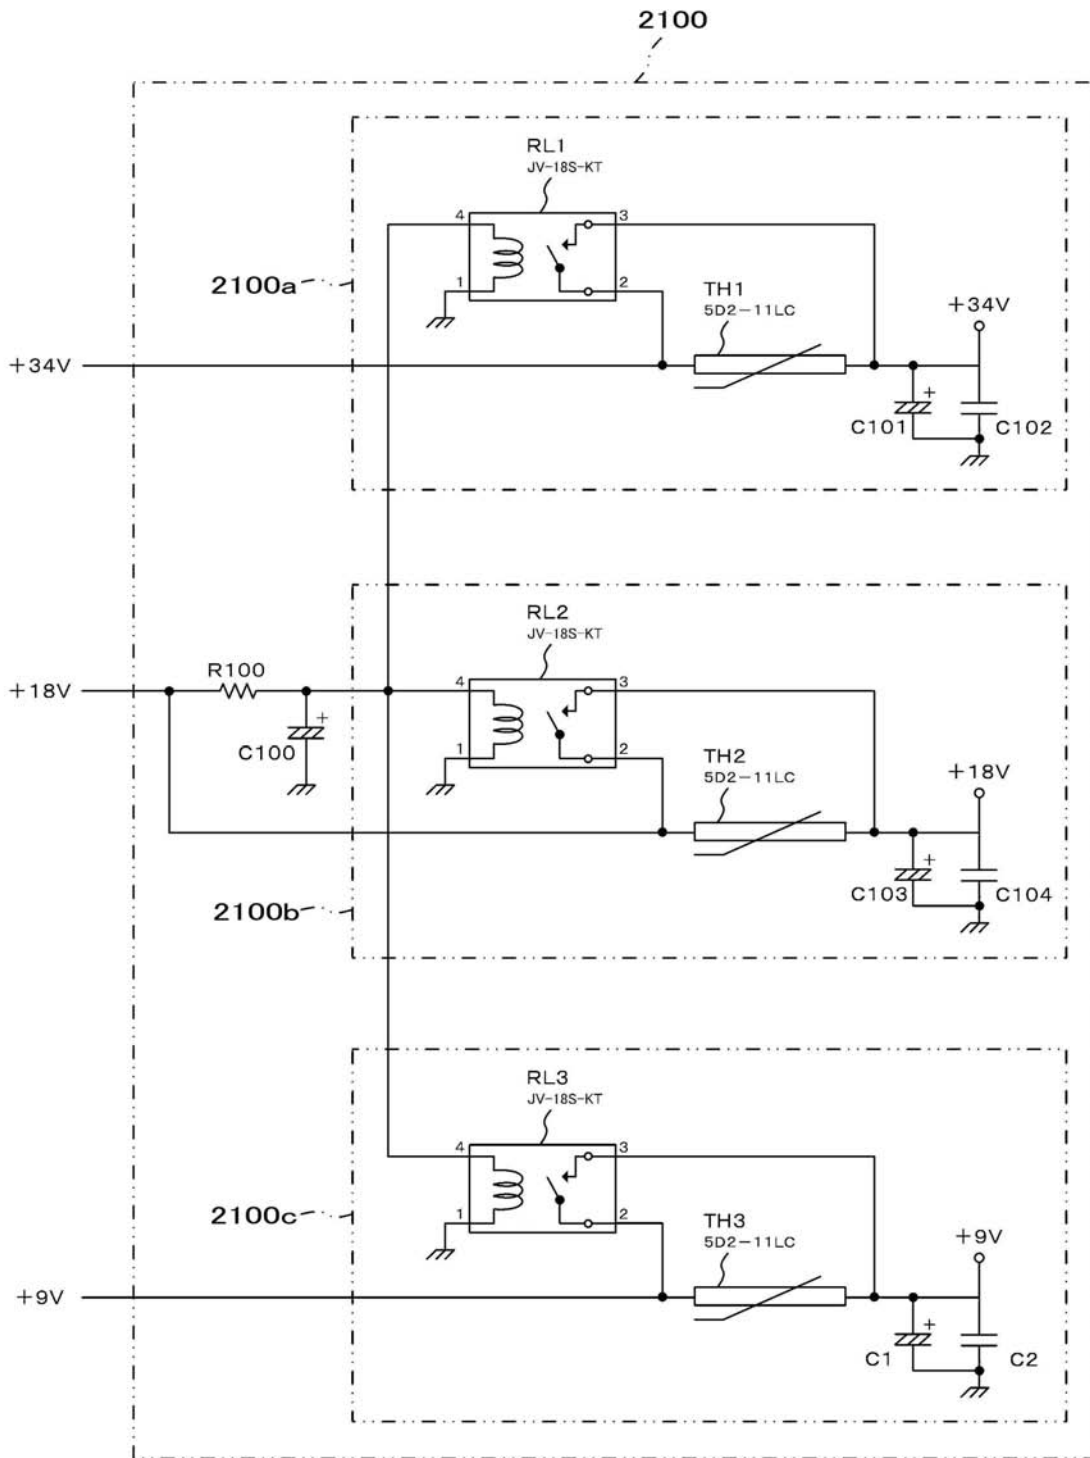 2100
RL1
JV-18S-KT
4
3
1
2
2100a
TH1
5D2-11LC
+34V
+34V
+
C101
C102
RL2
JV-18S-KT
R100
+18V
4
3
+
C100
1
2
TH2
5D2-11LC
+18V
+
C103
C104
2100b
RL3
JV-18S-KT
4
3
2100c
1
2
TH3
5D2-11LC
+9V
+9V
+
C1
C2